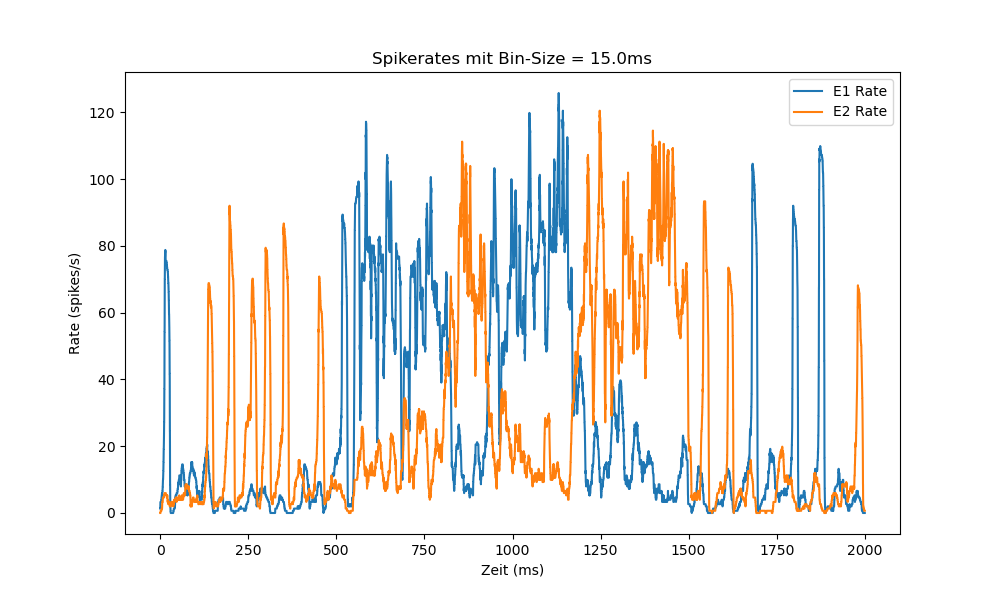 Spikerates mit Bin-Size = 15.0ms
E1 Rate
E2 Rate
120
100
80
60
40
20
0
Rate (spikes/s)
0 250 500 750 1000 1250 1500 1750 2000
Zeit (ms)